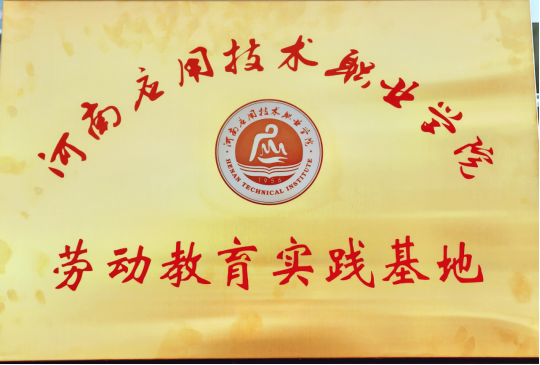 河南应用技术职业学院
·河南应用技术职业学院·
HENAN TECHNICAL INSTITUTE
1956
劳动教育实践基地